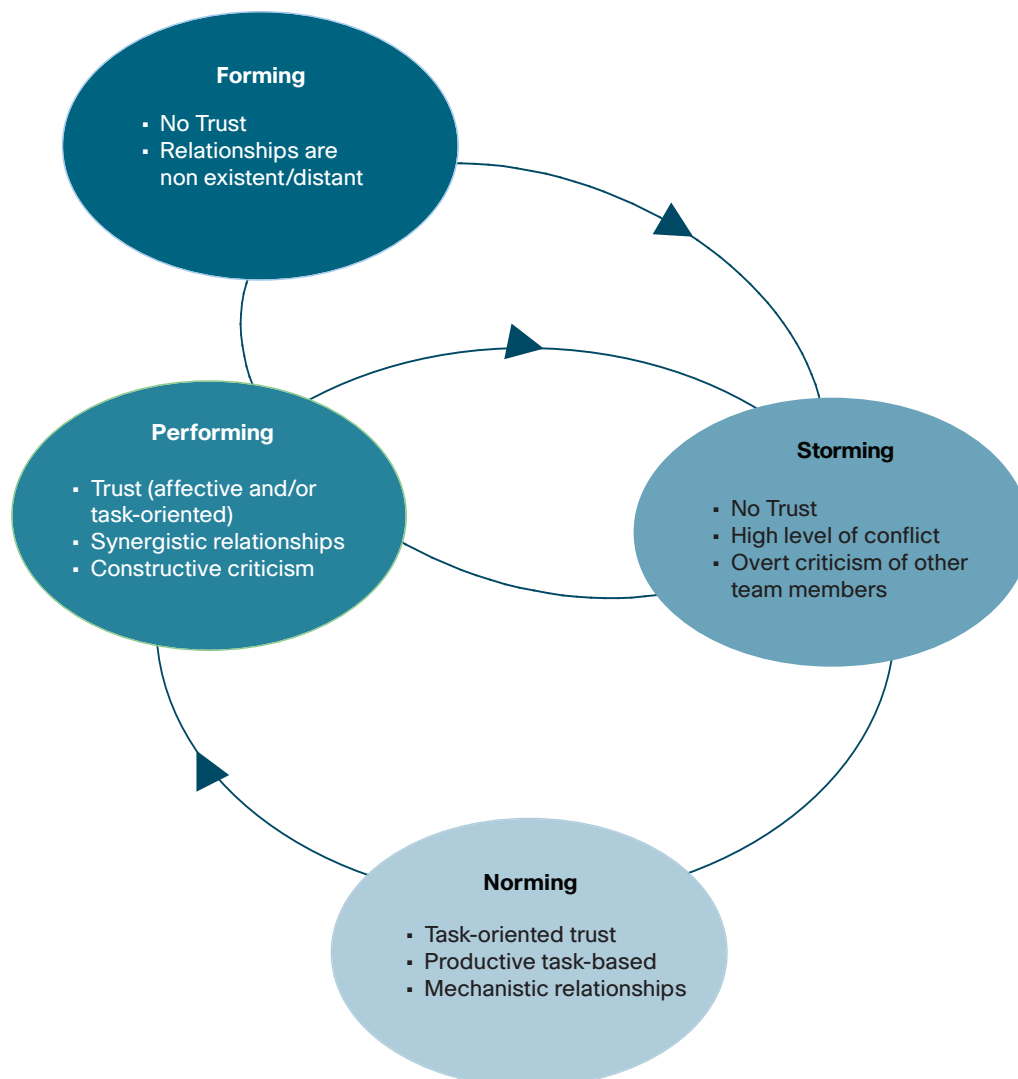 Forming
▪ No Trust
▪ Relationships are
non existent/distant
Performing
▪ Trust (affective and/or
task-oriented)
▪ Synergistic relationships
▪ Constructive criticism
Storming
▪ No Trust
▪ High level of conflict
▪ Overt criticism of other
team members
Norming
▪ Task-oriented trust
▪ Productive task-based
▪ Mechanistic relationships